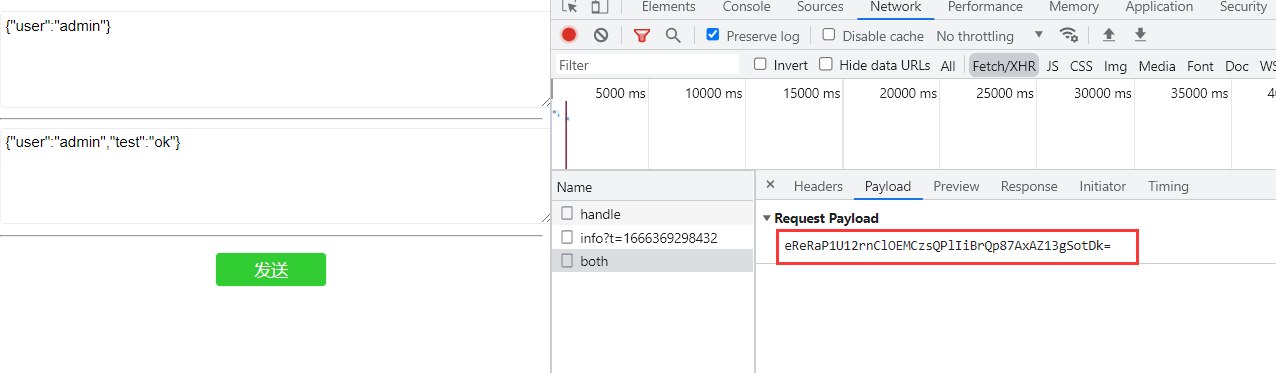 {"user":"admin"}
{"user":"admin","test":"ok"}
发送
Elements Console Sources Network Performance Memory Application Security
Preserve log Disable cache No throttling
Filter Invert Hide data URLs All Fetch/XHR JS CSS Img Media Font Doc WS
5000 ms 10000 ms 15000 ms 20000 ms 25000 ms 30000 ms 35000 ms 40
Name
handle
info?t=1666369298432
both
× Headers Payload Preview Response Initiator Timing
Request Payload
eReRaP1U12rnClOEMCzsQPlIiBrQp87AxAZ13gSotDk=